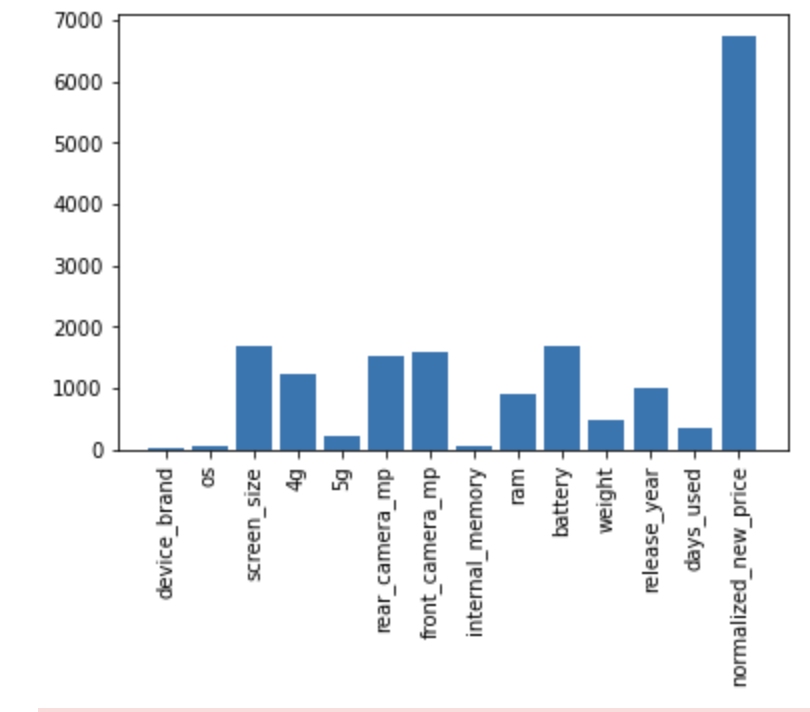 7000
6000
5000
4000
3000
2000
1000
0
device_brand
os
screen_size
4g
5g
rear_camera_mp
front_camera_mp
internal_memory
ram
battery
weight
release_year
days_used
normalized_new_price